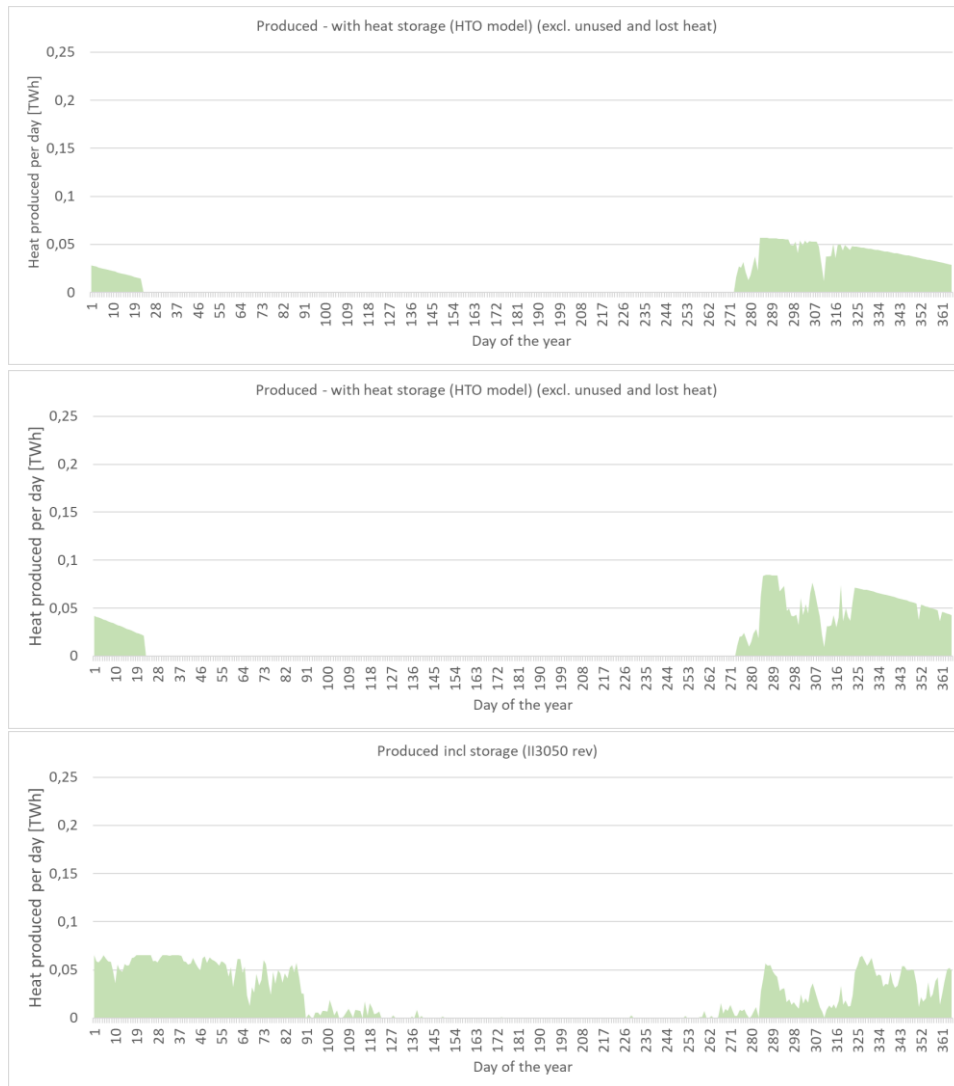 Produced - with heat storage (HTO model) (excl. unused and lost heat)
Heat produced per day [TWh]
0,25
0,2
0,15
0,1
0,05
0
1 10 19 28 37 46 55 64 73 82 91 100 109 118 127 136 145 154 163 172 181 190 199 208 217 226 235 244 253 262 271 280 289 298 307 316 325 334 343 352 361
Day of the year
Produced - with heat storage (HTO model) (excl. unused and lost heat)
Heat produced per day [TWh]
0,25
0,2
0,15
0,1
0,05
0
1 10 19 28 37 46 55 64 73 82 91 100 109 118 127 136 145 154 163 172 181 190 199 208 217 226 235 244 253 262 271 280 289 298 307 316 325 334 343 352 361
Day of the year
Produced incl storage (II3050 rev)
Heat produced per day [TWh]
0,25
0,2
0,15
0,1
0,05
0
1 10 19 28 37 46 55 64 73 82 91 100 109 118 127 136 145 154 163 172 181 190 199 208 217 226 235 244 253 262 271 280 289 298 307 316 325 334 343 352 361
Day of the year